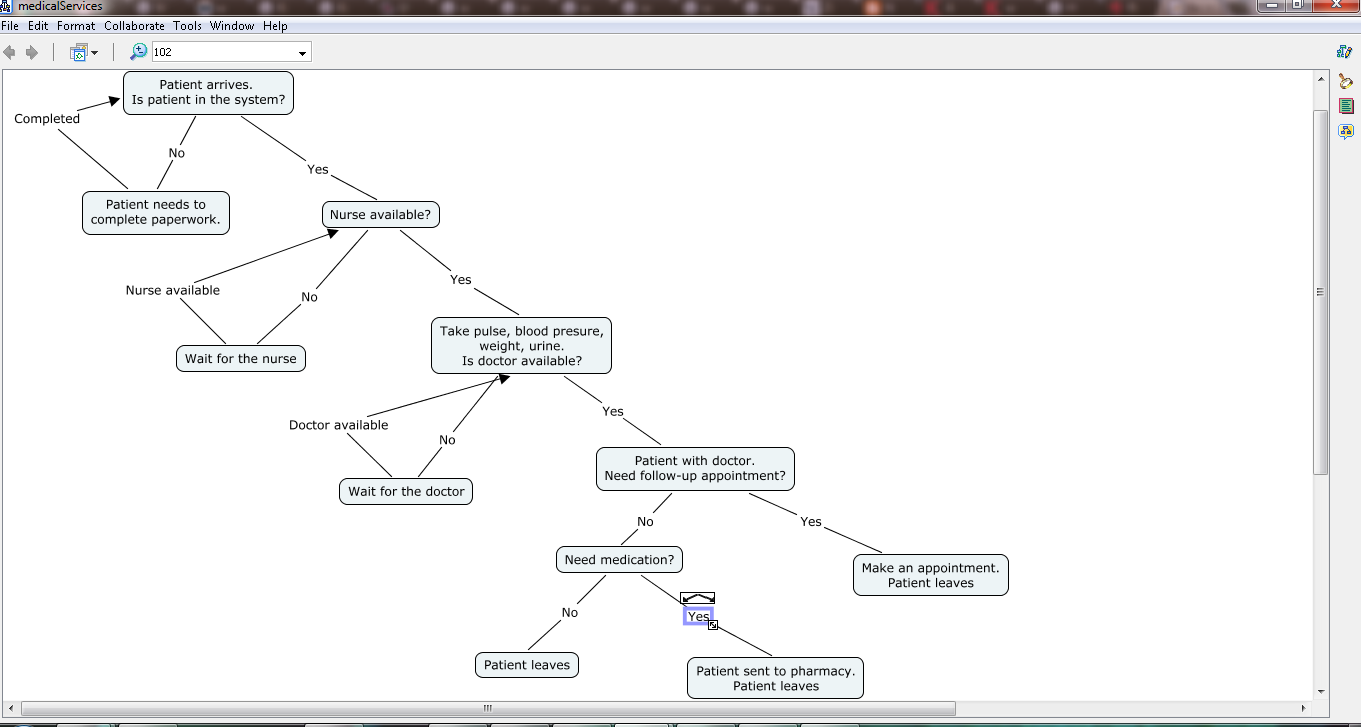 medicalServices
File Edit Format Collaborate Tools Window Help
102
Patient arrives.
Is patient in the system?
Completed
No
Yes
Patient needs to
complete paperwork.
Nurse available?
Nurse available
No
Yes
Wait for the nurse
Take pulse, blood presure,
weight, urine.
Is doctor available?
Doctor available
No
Yes
Wait for the doctor
Patient with doctor.
Need follow-up appointment?
No
Yes
Need medication?
Make an appointment.
Patient leaves
No
Yes
Patient leaves
Patient sent to pharmacy.
Patient leaves